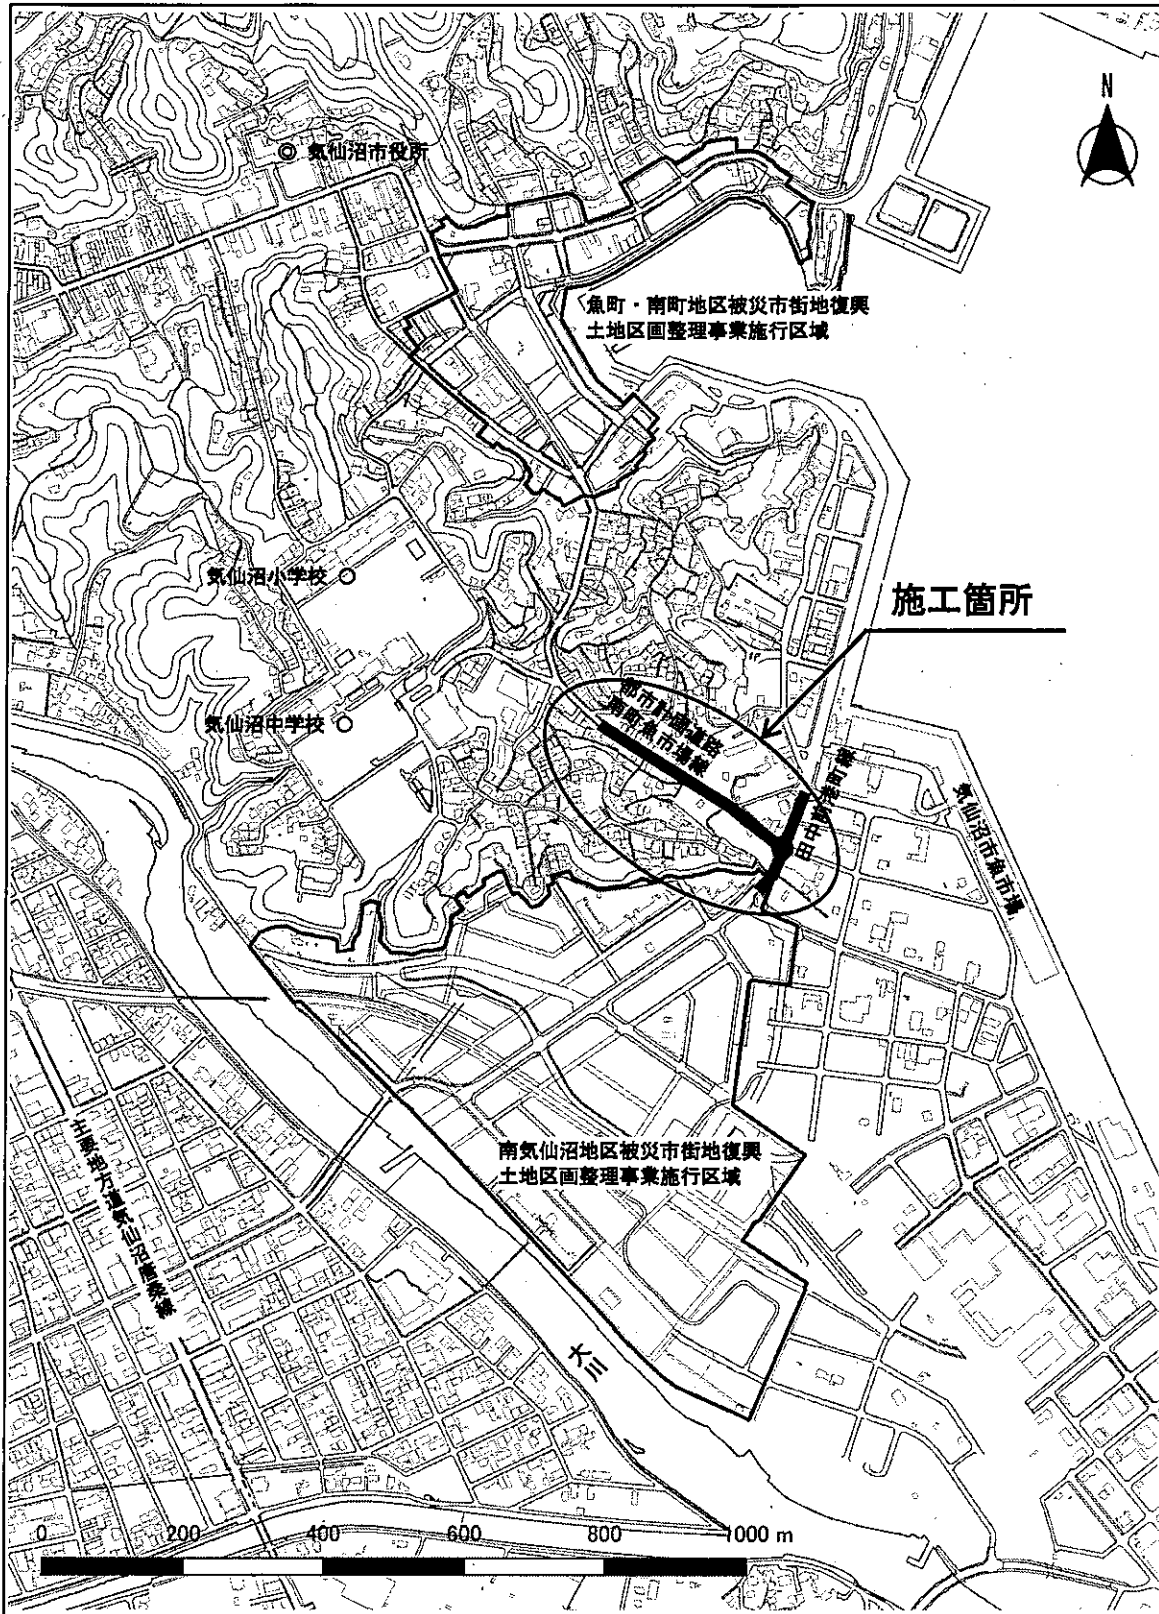 N
◎ 気仙沼市役所
魚町・南町地区被災市街地復興
土地区画整理事業施行区域
気仙沼小学校
施工箇所
都市計画道路
南町魚市場線
気仙沼中学校
田中前港町線
気仙沼市魚市場
南気仙沼地区被災市街地復興
土地区画整理事業施行区域
主要地方道気仙沼唐桑線
大川
0 200 400 600 800 1000 m